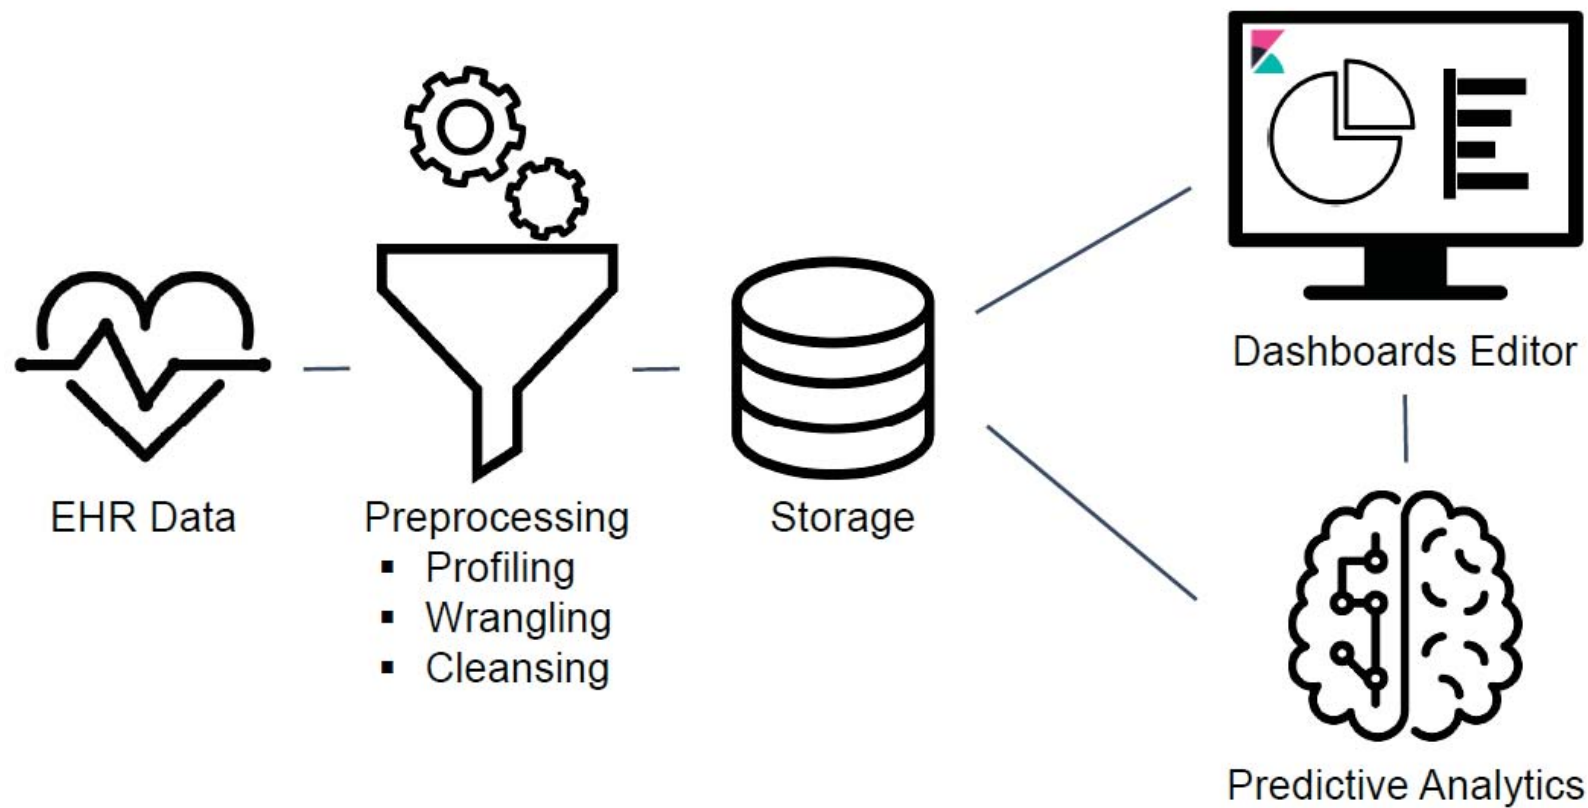 EHR Data
Preprocessing
▪ Profiling
▪ Wrangling
▪ Cleansing
Storage
Dashboards Editor
Predictive Analytics